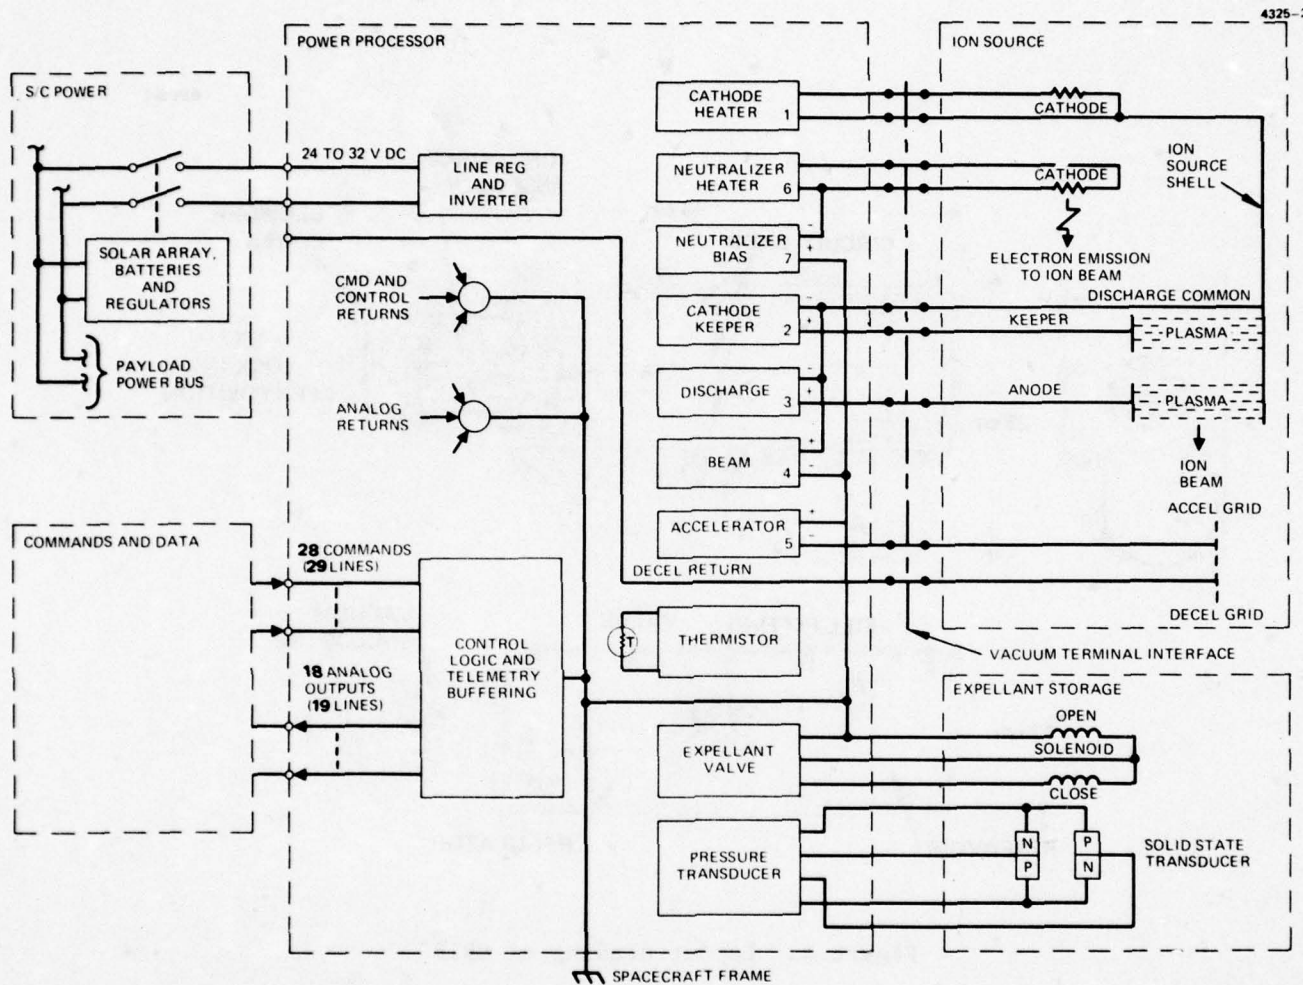 4325-
POWER PROCESSOR
ION SOURCE
S/C POWER
24 TO 32 V DC
LINE REG
AND
INVERTER
SOLAR ARRAY,
BATTERIES
AND
REGULATORS
PAYLOAD
POWER BUS
CMD AND
CONTROL
RETURNS
ANALOG
RETURNS
CATHODE
HEATER
1
NEUTRALIZER
HEATER
6
NEUTRALIZER
BIAS
7
-
+
CATHODE
KEEPER
2
-
+
DISCHARGE
3
-
+
BEAM
4
+
-
ACCELERATOR
5
+
-
DECEL RETURN
THERMISTOR
T
EXPELLANT
VALVE
PRESSURE
TRANSDUCER
CATHODE
ION
SOURCE
SHELL
CATHODE
ELECTRON EMISSION
TO ION BEAM
DISCHARGE COMMON
KEEPER
PLASMA
ANODE
PLASMA
ION
BEAM
ACCEL GRID
DECEL GRID
VACUUM TERMINAL INTERFACE
COMMANDS AND DATA
28 COMMANDS
(29 LINES)
18 ANALOG
OUTPUTS
(19 LINES)
CONTROL
LOGIC AND
TELEMETRY
BUFFERING
EXPELLANT STORAGE
OPEN
SOLENOID
CLOSE
N
P
P
N
SOLID STATE
TRANSDUCER
SPACECRAFT FRAME